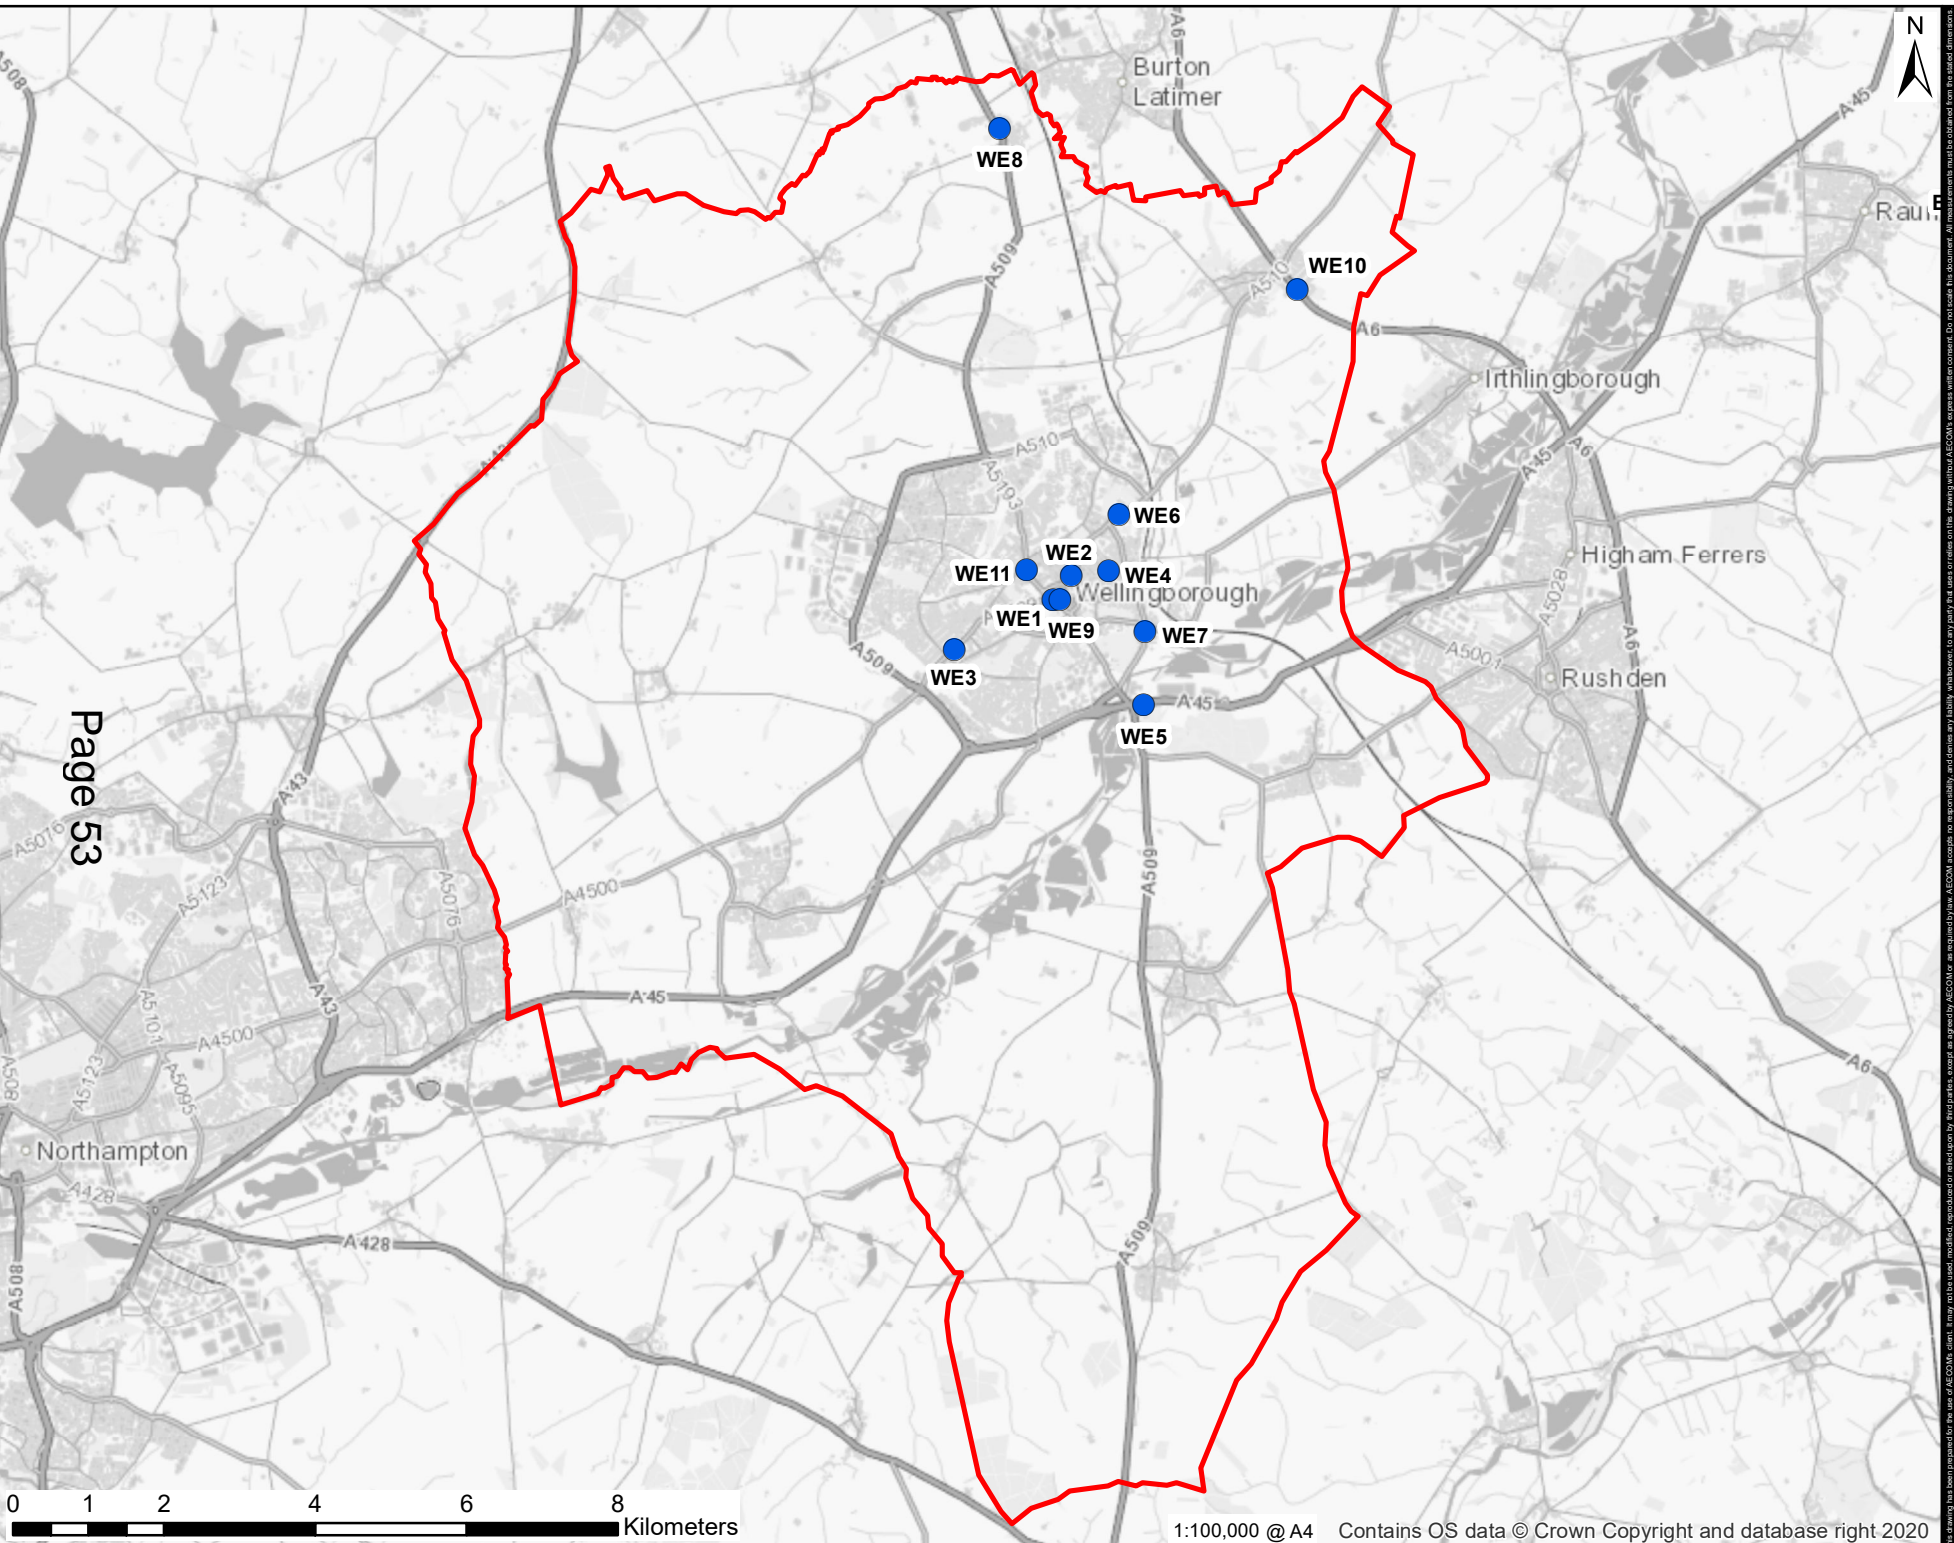 N
A508
A6
Burton
Latimer
A45
WE8
Raun
E
A509
WE10
A510
A6
Irthlingborough
A43
A510
A5193
A6
A45
WE6
WE2
WE11
WE4
Higham Ferrers
Wellingborough
A5028
WE1
WE9
WE7
A6
A509
A5001
WE3
Rushden
A45
WE5
Page 53
A43
A5076
A509
A5123
A5076
A4500
A45
A43
A5101
A4500
A508
A5123
A5095
A6
Northampton
A428
A428
A509
A508
0 1 2 4 6 8
Kilometers
1:100,000 @ A4
Contains OS data © Crown Copyright and database right 2020